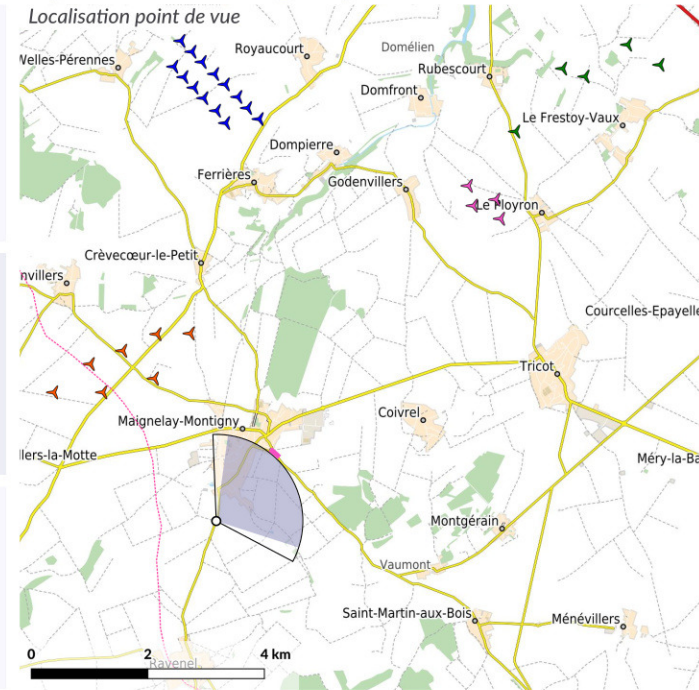 Localisation point de vue
Welles-Pérennes
Royaucourt
Domélien
Rubescourt
Domfront
Le Frestoy-Vaux
Dompierre
Ferrières
Godenvillers
Le Ployron
Crèvecœur-le-Petit
nvillers
Courcelles-Epayelle
Tricot
Coivrel
Maignelay-Montigny
llers-la-Motte
Méry-la-Ba
Montgérain
Vaumont
Saint-Martin-aux-Bois
Ménévillers
Ravenel
0 2 4 km